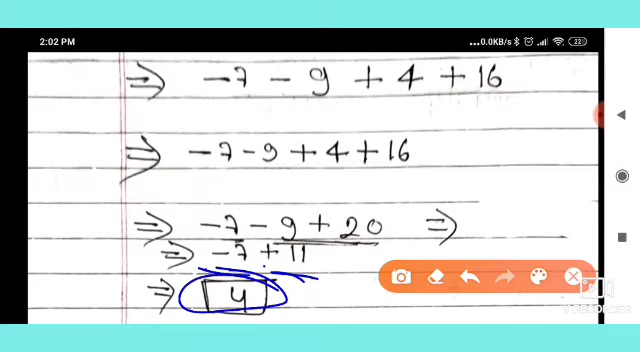 2:02 PM ...0.0KB/s 22
⇒ -7 - 9 + 4 + 16
⇒ -7 - 9 + 4 + 16
⇒ -7 - 9 + 20 ⇒
⇒ -7 + 11
⇒ 4